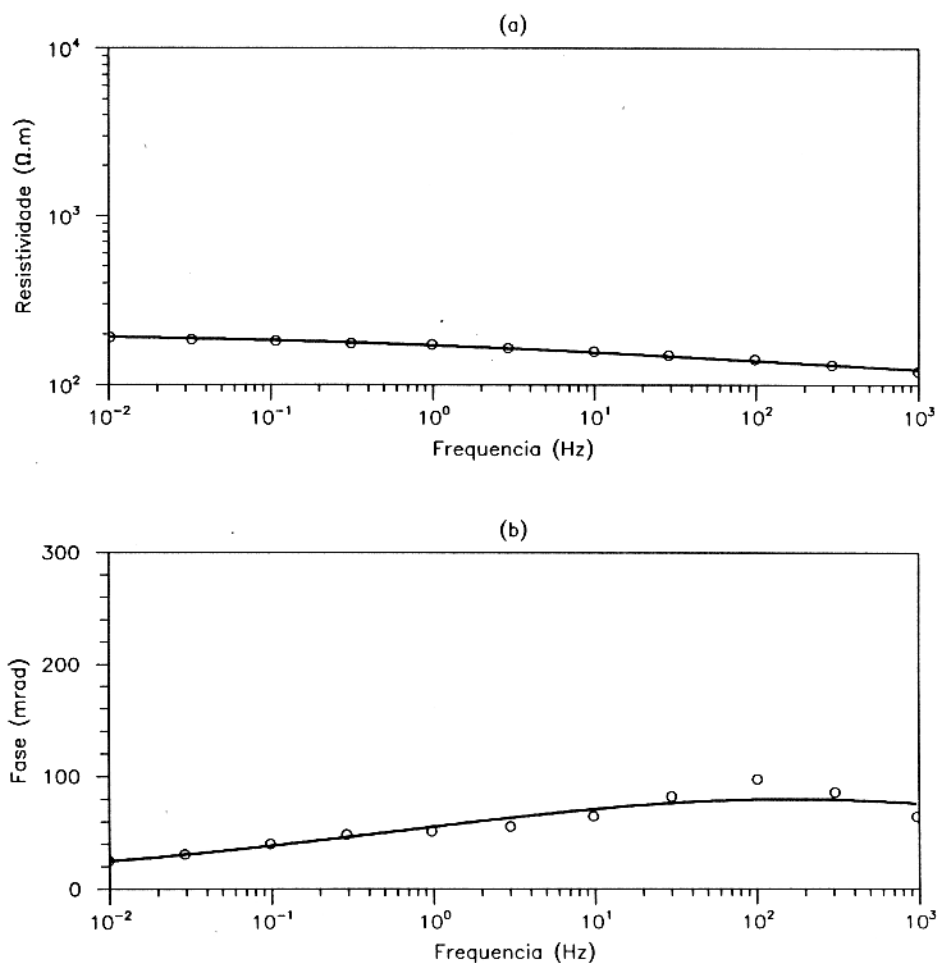 (a)
Resistividade (Ω.m)
10⁴
10³
10²
10⁻² 10⁻¹ 10⁰ 10¹ 10² 10³
Frequencia (Hz)
(b)
Fase (mrad)
300
200
100
0
10⁻² 10⁻¹ 10⁰ 10¹ 10² 10³
Frequencia (Hz)